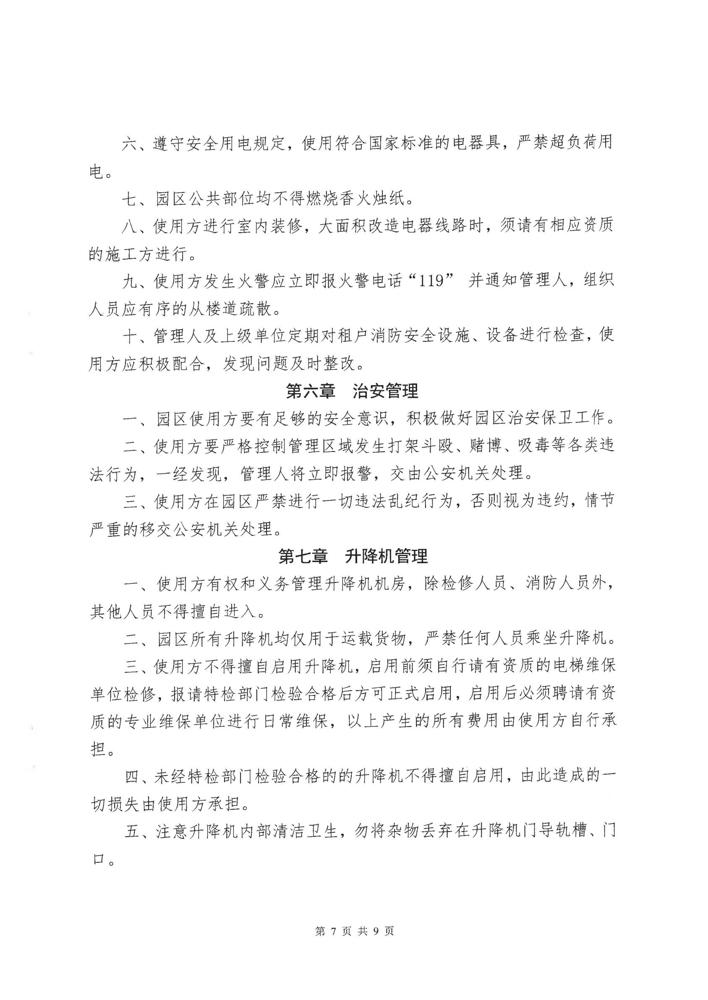 六、遵守安全用电规定，使用符合国家标准的电器具，严禁超负荷用
电。
七、园区公共部位均不得燃烧香火烛纸。
八、使用方进行室内装修，大面积改造电器线路时，须请有相应资质
的施工方进行。
九、使用方发生火警应立即报火警电话“119” 并通知管理人，组织
人员应有序的从楼道疏散。
十、管理人及上级单位定期对租户消防安全设施、设备进行检查，使
用方应积极配合，发现问题及时整改。
第六章　治安管理
一、园区使用方要有足够的安全意识，积极做好园区治安保卫工作。
二、使用方要严格控制管理区域发生打架斗殴、赌博、吸毒等各类违
法行为，一经发现，管理人将立即报警，交由公安机关处理。
三、使用方在园区严禁进行一切违法乱纪行为，否则视为违约，情节
严重的移交公安机关处理。
第七章　升降机管理
一、使用方有权和义务管理升降机机房，除检修人员、消防人员外，
其他人员不得擅自进入。
二、园区所有升降机均仅用于运载货物，严禁任何人员乘坐升降机。
三、使用方不得擅自启用升降机，启用前须自行请有资质的电梯维保
单位检修，报请特检部门检验合格后方可正式启用，启用后必须聘请有资
质的专业维保单位进行日常维保，以上产生的所有费用由使用方自行承
担。
四、未经特检部门检验合格的的升降机不得擅自启用，由此造成的一
切损失由使用方承担。
五、注意升降机内部清洁卫生，勿将杂物丢弃在升降机门导轨槽、门
口。
第 7 页 共 9 页